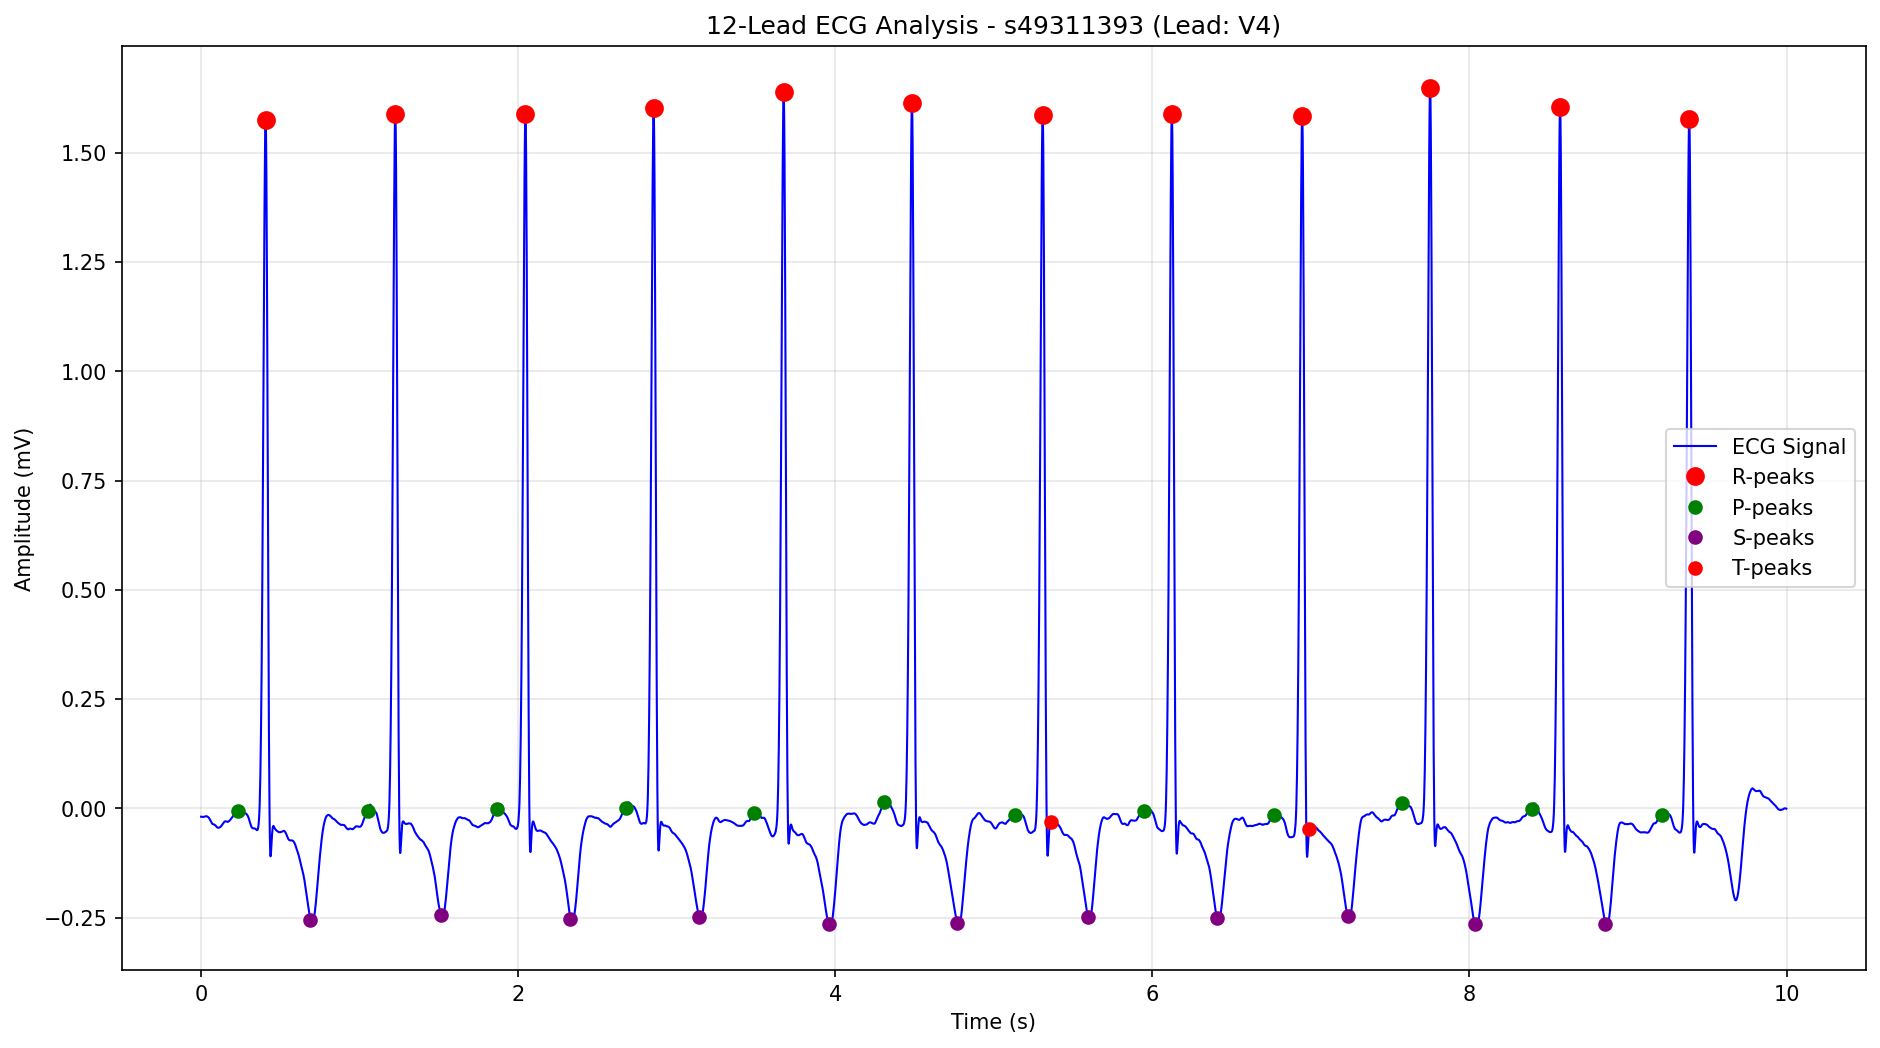 12-Lead ECG Analysis - s49311393 (Lead: V4)
Amplitude (mV)
1.50
1.25
1.00
0.75
0.50
0.25
0.00
−0.25
ECG Signal
R-peaks
P-peaks
S-peaks
T-peaks
0 2 4 6 8 10
Time (s)